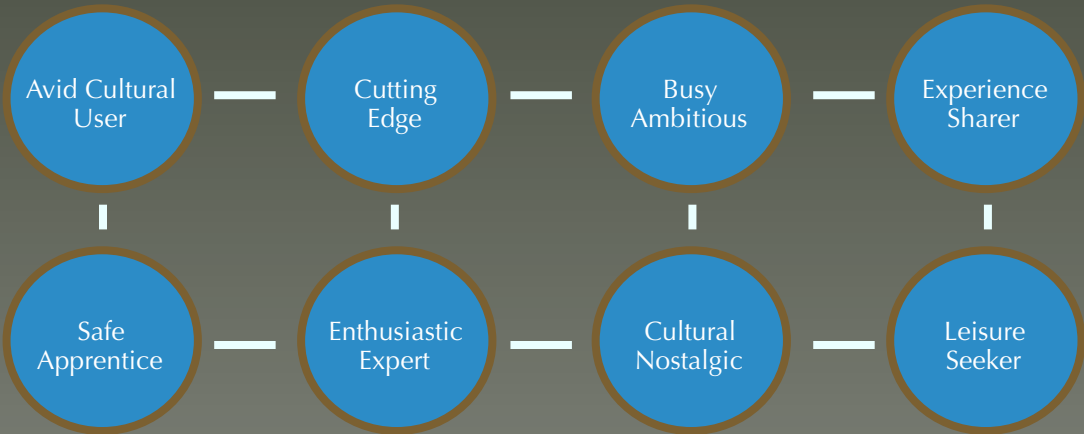 Avid Cultural
User
Cutting
Edge
Busy
Ambitious
Experience
Sharer
Safe
Apprentice
Enthusiastic
Expert
Cultural
Nostalgic
Leisure
Seeker